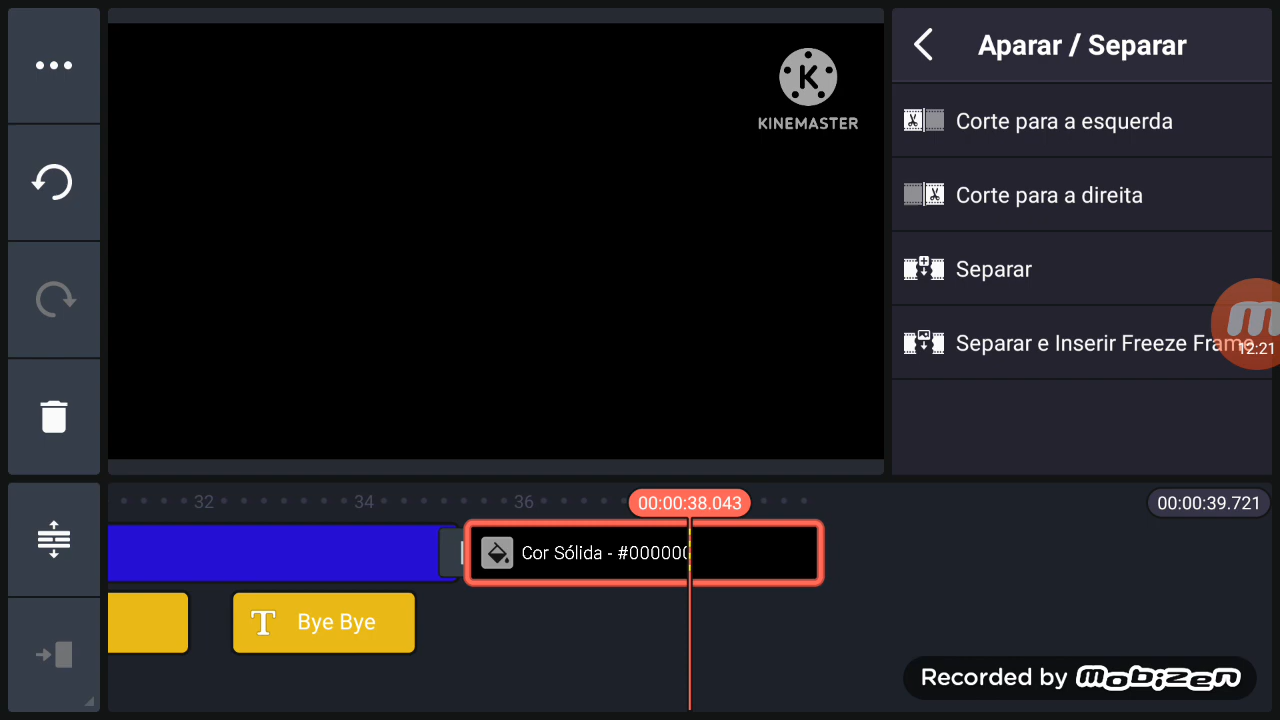 KINEMASTER
Aparar / Separar
Corte para a esquerda
Corte para a direita
Separar
Separar e Inserir Freeze Frame
12:21
32
34
36
00:00:38.043
00:00:39.721
Cor Sólida - #000000
T Bye Bye
Recorded by mobizen